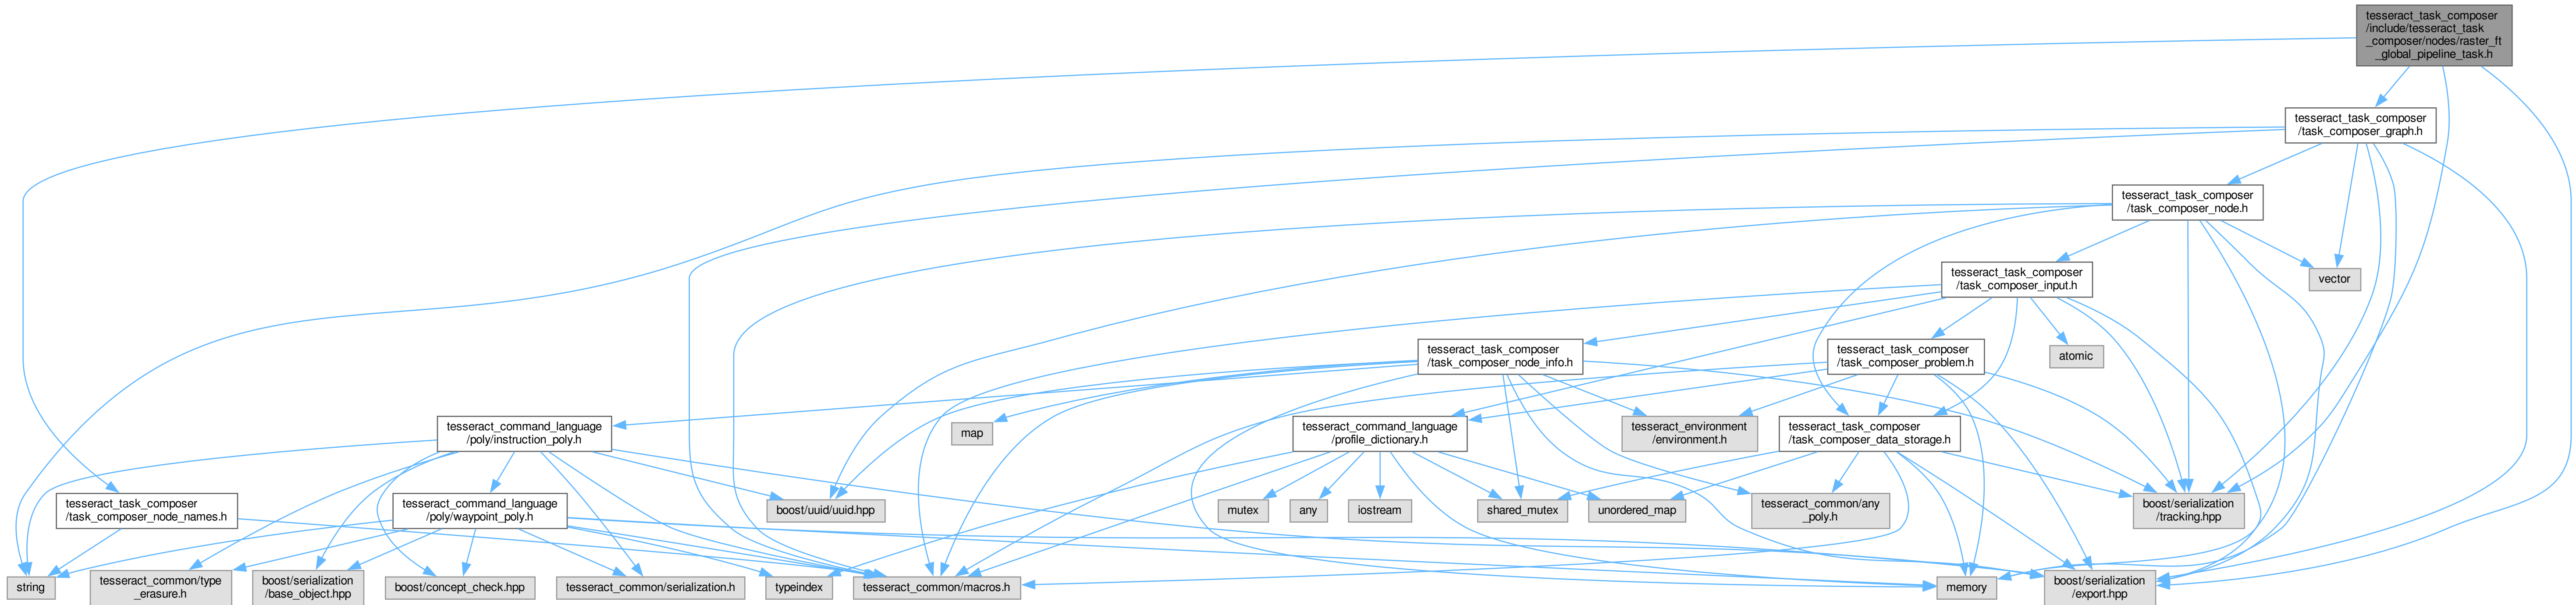 tesseract_task_composer
/include/tesseract_task
_composer/nodes/raster_ft
_global_pipeline_task.h
tesseract_task_composer
/task_composer_graph.h
tesseract_task_composer
/task_composer_node.h
tesseract_task_composer
/task_composer_input.h
vector
tesseract_task_composer
/task_composer_node_info.h
tesseract_task_composer
/task_composer_problem.h
atomic
tesseract_command_language
/poly/instruction_poly.h
map
tesseract_command_language
/profile_dictionary.h
tesseract_environment
/environment.h
tesseract_task_composer
/task_composer_data_storage.h
tesseract_task_composer
/task_composer_node_names.h
tesseract_command_language
/poly/waypoint_poly.h
boost/uuid/uuid.hpp
mutex
any
iostream
shared_mutex
unordered_map
tesseract_common/any
_poly.h
boost/serialization
/tracking.hpp
string
tesseract_common/type
_erasure.h
boost/serialization
/base_object.hpp
boost/concept_check.hpp
tesseract_common/serialization.h
typeindex
tesseract_common/macros.h
memory
boost/serialization
/export.hpp